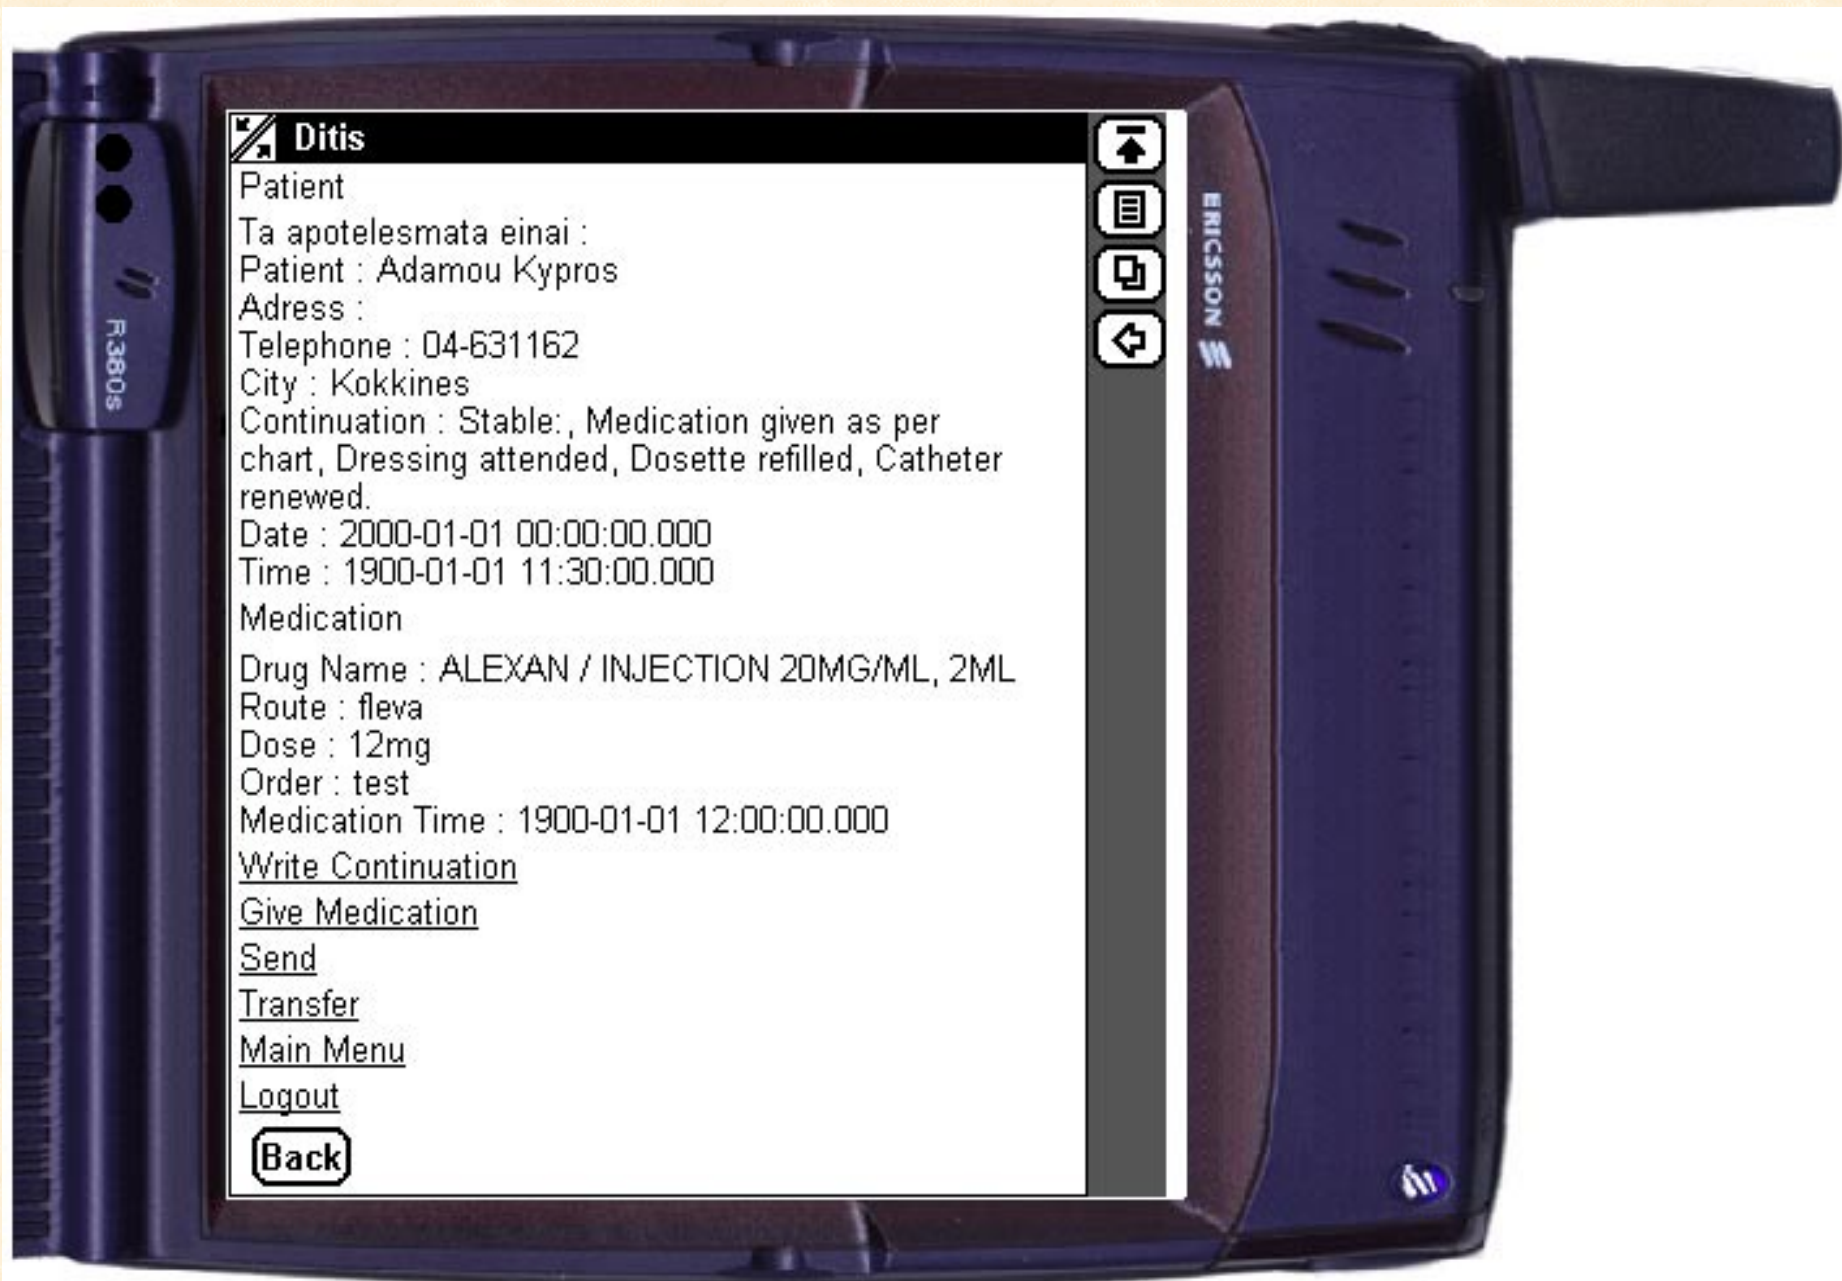 Ditis
Patient
Ta apotelesmata einai :
Patient : Adamou Kypros
Adress :
Telephone : 04-631162
City : Kokkines
Continuation : Stable:, Medication given as per
chart, Dressing attended, Dosette refilled, Catheter
renewed.
Date : 2000-01-01 00:00:00.000
Time : 1900-01-01 11:30:00.000
Medication
Drug Name : ALEXAN / INJECTION 20MG/ML, 2ML
Route : fleva
Dose : 12mg
Order : test
Medication Time : 1900-01-01 12:00:00.000
Write Continuation
Give Medication
Send
Transfer
Main Menu
Logout
Back
R380s
ERICSSON